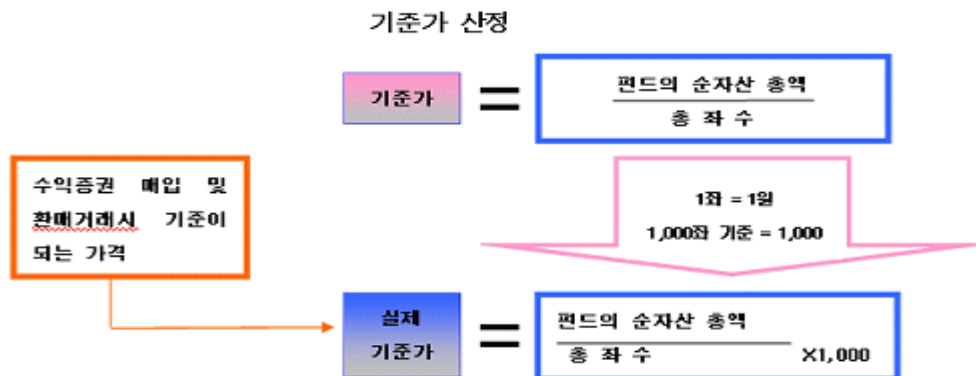 기준가 산정
기준가
=
편드의 순자산 총액
총 좌 수
수익증권 매입 및
환매거래시 기준이
되는 가격
1좌 = 1원
1,000좌 기준 = 1,000
실제
기준가
=
편드의 순자산 총액
총 좌 수 X1,000